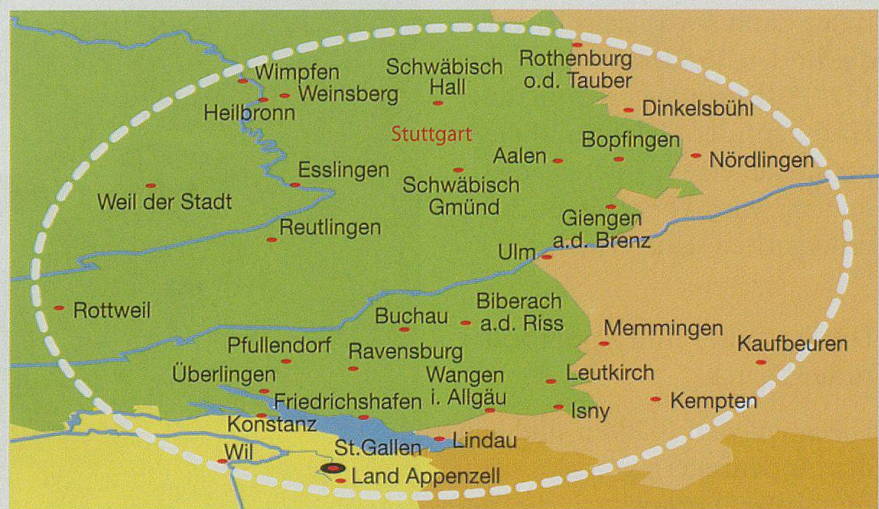 Wimpfen
Schwäbisch
Hall
Rothenburg
o.d. Tauber
Weinsberg
Heilbronn
Dinkelsbühl
Stuttgart
Bopfingen
Aalen
Nördlingen
Esslingen
Schwäbisch
Gmünd
Weil der Stadt
Reutlingen
Giengen
a.d. Brenz
Ulm
Rottweil
Buchau
Biberach
a.d. Riss
Memmingen
Kaufbeuren
Pfullendorf
Ravensburg
Überlingen
Wangen
i. Allgäu
Leutkirch
Friedrichshafen
Isny
Kempten
Konstanz
Wil
St.Gallen
Lindau
Land Appenzell